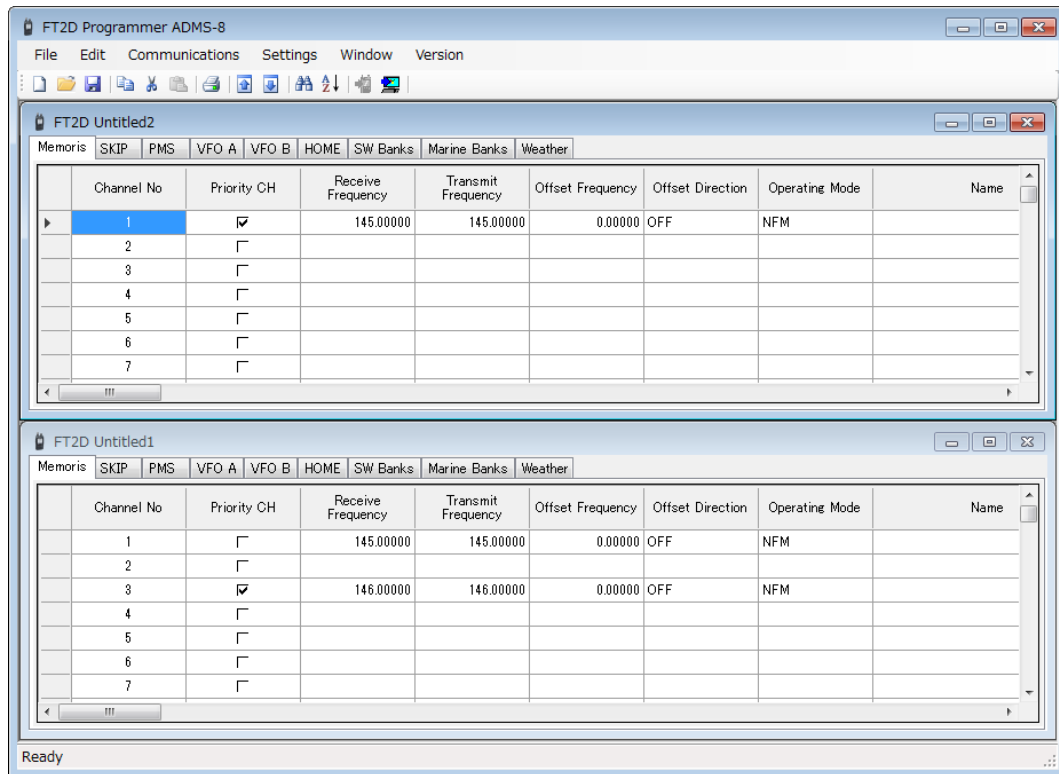 FT2D Programmer ADMS-8
File Edit Communications Settings Window Version
FT2D Untitled2
Memoris SKIP PMS VFO A VFO B HOME SW Banks Marine Banks Weather
Channel No Priority CH Receive Frequency Transmit Frequency Offset Frequency Offset Direction Operating Mode Name
1 145.00000 145.00000 0.00000 OFF NFM
2
3
4
5
6
7
FT2D Untitled1
Memoris SKIP PMS VFO A VFO B HOME SW Banks Marine Banks Weather
Channel No Priority CH Receive Frequency Transmit Frequency Offset Frequency Offset Direction Operating Mode Name
1 145.00000 145.00000 0.00000 OFF NFM
2
3 146.00000 146.00000 0.00000 OFF NFM
4
5
6
7
Ready